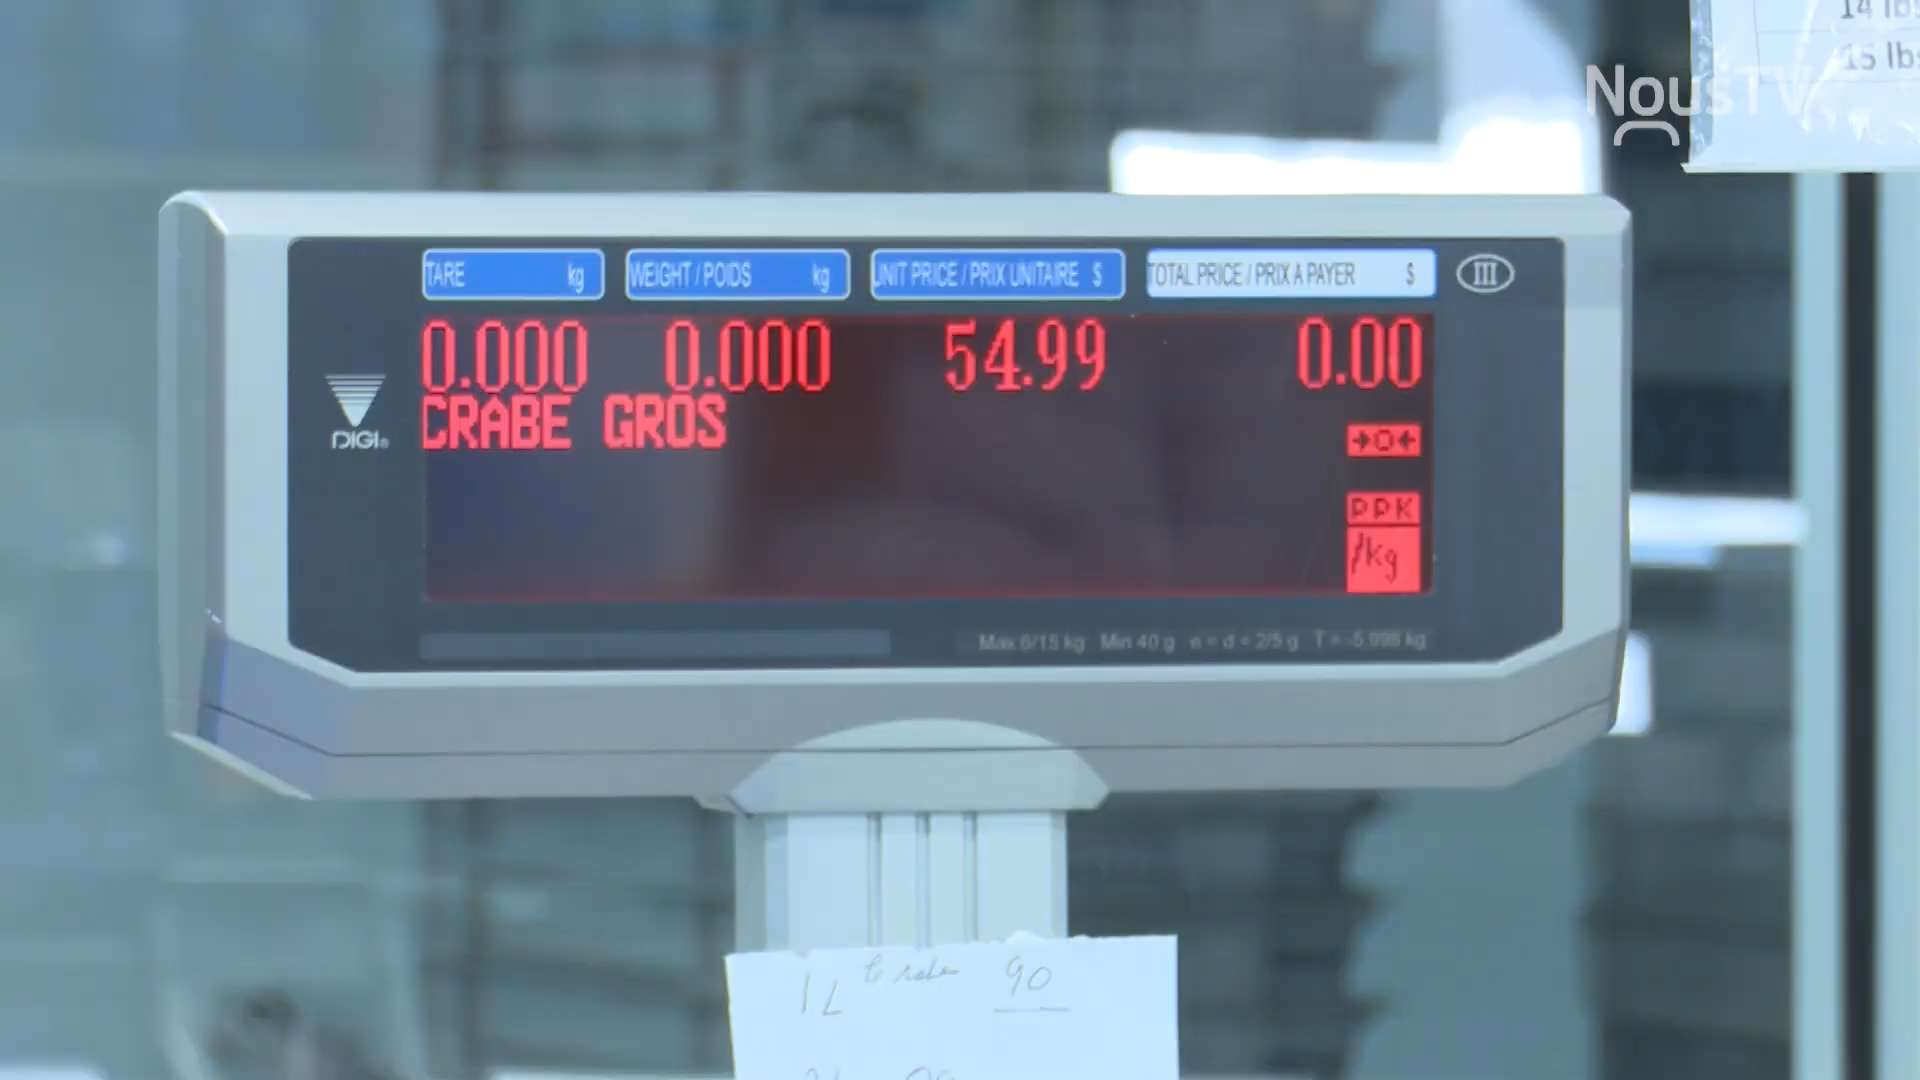 14 lbs
15 lbs
NousTV
TARE kg
WEIGHT / POIDS kg
UNIT PRICE / PRIX UNITAIRE $
TOTAL PRICE / PRIX A PAYER $
III
0.000 0.000 54.99 0.00
CRABE GROS
→O←
PPK
/kg
DIGI
Max 6/15 kg Min 40 g e = d = 2/5 g T = -5.998 kg
1L Crabe 90